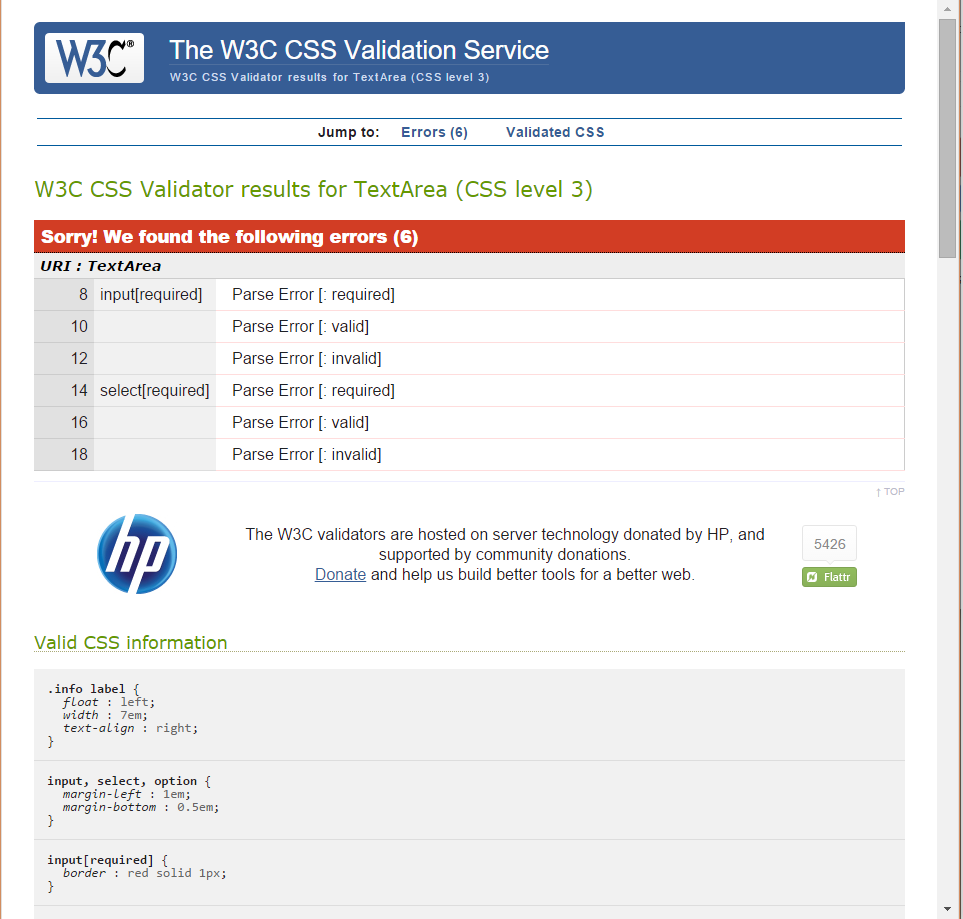 W3C®
The W3C CSS Validation Service
W3C CSS Validator results for TextArea (CSS level 3)
Jump to: Errors (6) Validated CSS
W3C CSS Validator results for TextArea (CSS level 3)
Sorry! We found the following errors (6)
URI : TextArea
8 input[required] Parse Error [: required]
10 Parse Error [: valid]
12 Parse Error [: invalid]
14 select[required] Parse Error [: required]
16 Parse Error [: valid]
18 Parse Error [: invalid]
↑ TOP
hp
The W3C validators are hosted on server technology donated by HP, and
supported by community donations.
Donate and help us build better tools for a better web.
5426
Flattr
Valid CSS information
.info label {
float : left;
width : 7em;
text-align : right;
}
input, select, option {
margin-left : 1em;
margin-bottom : 0.5em;
}
input[required] {
border : red solid 1px;
}